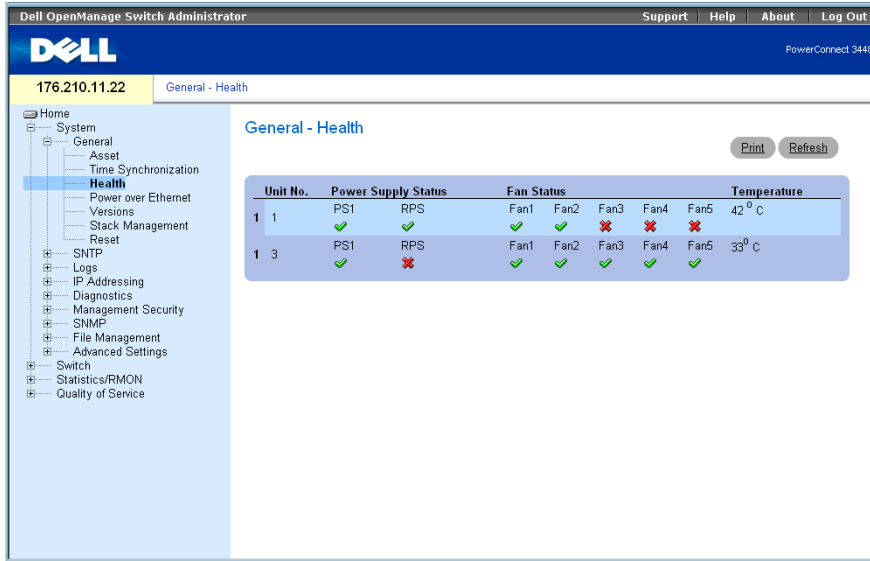 Dell OpenManage Switch Administrator
Support Help About Log Out
DELL
PowerConnect 3448
176.210.11.22
General - Health
Home
System
General
Asset
Time Synchronization
Health
Power over Ethernet
Versions
Stack Management
Reset
SNTP
Logs
IP Addressing
Diagnostics
Management Security
SNMP
File Management
Advanced Settings
Switch
Statistics/RMON
Quality of Service
General - Health
Print Refresh
Unit No. Power Supply Status Fan Status Temperature
PS1 RPS Fan1 Fan2 Fan3 Fan4 Fan5 42 ⁰ C
1 1
PS1 RPS Fan1 Fan2 Fan3 Fan4 Fan5 33⁰ C
1 3